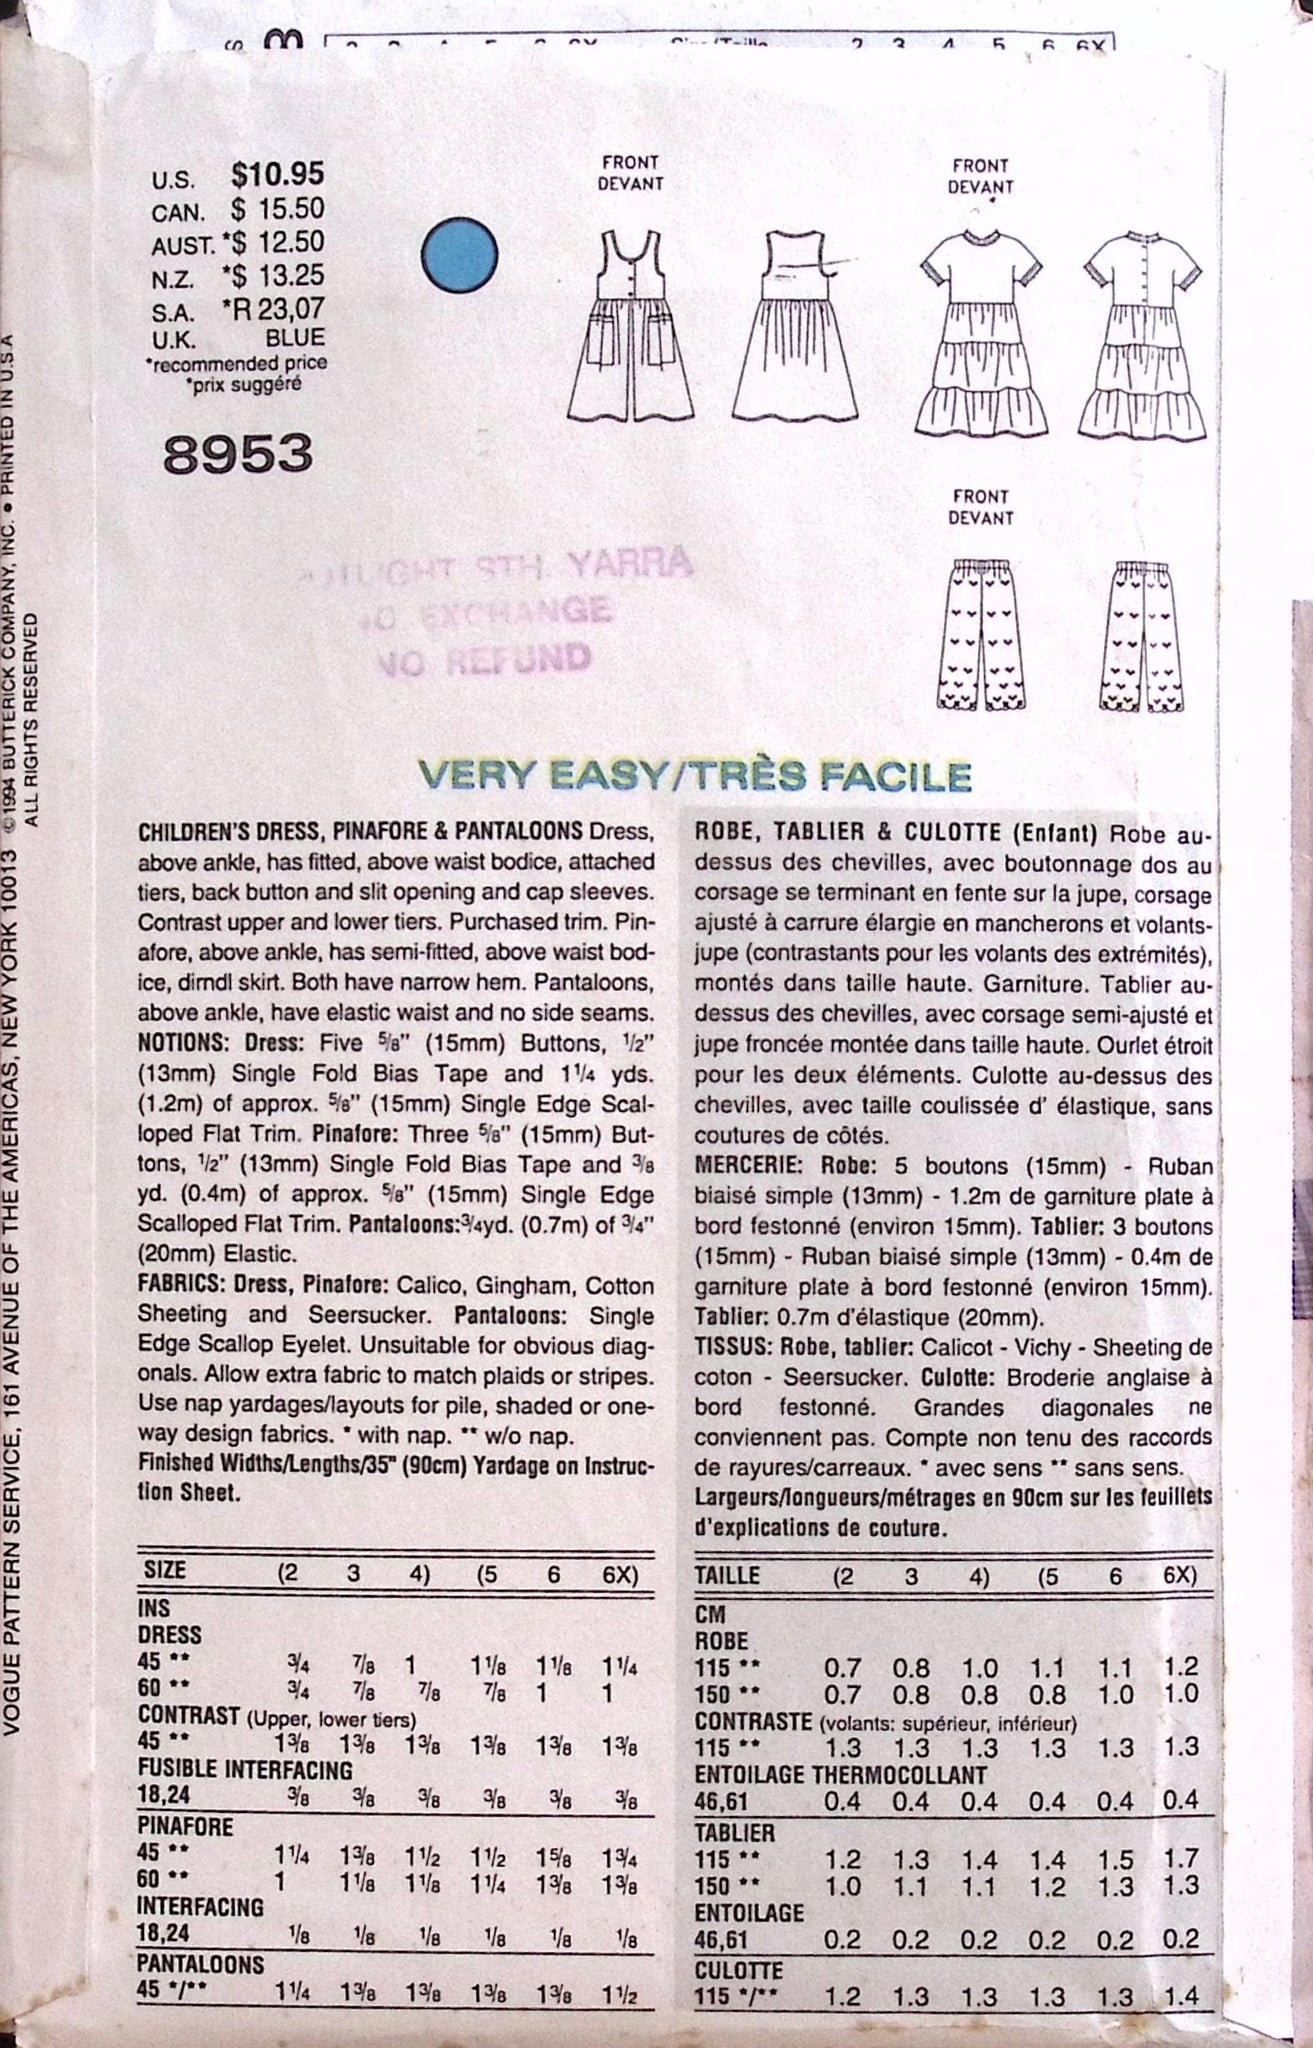 B
Size/Taille 2 3 4 5 6 6X
U.S. $10.95
CAN. $ 15.50
AUST. *$ 12.50
N.Z. *$ 13.25
S.A. *R 23,07
U.K. BLUE
*recommended price
*prix suggéré
8953
FRONT
DEVANT
FRONT
DEVANT
FRONT
DEVANT
LIGHT STH. YARRA
EXCHANGE
NO REFUND
VOGUE PATTERN SERVICE, 161 AVENUE OF THE AMERICAS, NEW YORK 10013 ©1994 BUTTERICK COMPANY, INC. • PRINTED IN U.S.A
ALL RIGHTS RESERVED
VERY EASY/TRÈS FACILE
CHILDREN'S DRESS, PINAFORE & PANTALOONS Dress,
above ankle, has fitted, above waist bodice, attached
tiers, back button and slit opening and cap sleeves.
Contrast upper and lower tiers. Purchased trim. Pin-
afore, above ankle, has semi-fitted, above waist bod-
ice, dirndl skirt. Both have narrow hem. Pantaloons,
above ankle, have elastic waist and no side seams.
NOTIONS: Dress: Five 5/8" (15mm) Buttons, 1/2"
(13mm) Single Fold Bias Tape and 1 1/4 yds.
(1.2m) of approx. 5/8" (15mm) Single Edge Scal-
loped Flat Trim. Pinafore: Three 5/8" (15mm) But-
tons, 1/2" (13mm) Single Fold Bias Tape and 3/8
yd. (0.4m) of approx. 5/8" (15mm) Single Edge
Scalloped Flat Trim. Pantaloons:3/4yd. (0.7m) of 3/4"
(20mm) Elastic.
FABRICS: Dress, Pinafore: Calico, Gingham, Cotton
Sheeting and Seersucker. Pantaloons: Single
Edge Scallop Eyelet. Unsuitable for obvious diag-
onals. Allow extra fabric to match plaids or stripes.
Use nap yardages/layouts for pile, shaded or one-
way design fabrics. * with nap. ** w/o nap.
Finished Widths/Lengths/35" (90cm) Yardage on Instruc-
tion Sheet.
SIZE (2 3 4) (5 6 6X)
INS
DRESS
45 ** 3/4 7/8 1 1 1/8 1 1/8 1 1/4
60 ** 3/4 7/8 7/8 7/8 1 1
CONTRAST (Upper, lower tiers)
45 ** 1 3/8 1 3/8 1 3/8 1 3/8 1 3/8 1 3/8
FUSIBLE INTERFACING
18,24 3/8 3/8 3/8 3/8 3/8 3/8
PINAFORE
45 ** 1 1/4 1 3/8 1 1/2 1 1/2 1 5/8 1 3/4
60 ** 1 1 1/8 1 1/8 1 1/4 1 3/8 1 3/8
INTERFACING
18,24 1/8 1/8 1/8 1/8 1/8 1/8
PANTALOONS
45 */** 1 1/4 1 3/8 1 3/8 1 3/8 1 3/8 1 1/2
ROBE, TABLIER & CULOTTE (Enfant) Robe au-
dessus des chevilles, avec boutonnage dos au
corsage se terminant en fente sur la jupe, corsage
ajusté à carrure élargie en mancherons et volants-
jupe (contrastants pour les volants des extrémités),
montés dans taille haute. Garniture. Tablier au-
dessus des chevilles, avec corsage semi-ajusté et
jupe froncée montée dans taille haute. Ourlet étroit
pour les deux éléments. Culotte au-dessus des
chevilles, avec taille coulissée d' élastique, sans
coutures de côtés.
MERCERIE: Robe: 5 boutons (15mm) - Ruban
biaisé simple (13mm) - 1.2m de garniture plate à
bord festonné (environ 15mm). Tablier: 3 boutons
(15mm) - Ruban biaisé simple (13mm) - 0.4m de
garniture plate à bord festonné (environ 15mm).
Tablier: 0.7m d'élastique (20mm).
TISSUS: Robe, tablier: Calicot - Vichy - Sheeting de
coton - Seersucker. Culotte: Broderie anglaise à
bord festonné. Grandes diagonales ne
conviennent pas. Compte non tenu des raccords
de rayures/carreaux. * avec sens ** sans sens.
Largeurs/longueurs/métrages en 90cm sur les feuillets
d'explications de couture.
TAILLE (2 3 4) (5 6 6X)
CM
ROBE
115 ** 0.7 0.8 1.0 1.1 1.1 1.2
150 ** 0.7 0.8 0.8 0.8 1.0 1.0
CONTRASTE (volants: supérieur, inférieur)
115 ** 1.3 1.3 1.3 1.3 1.3 1.3
ENTOILAGE THERMOCOLLANT
46,61 0.4 0.4 0.4 0.4 0.4 0.4
TABLIER
115 ** 1.2 1.3 1.4 1.4 1.5 1.7
150 ** 1.0 1.1 1.1 1.2 1.3 1.3
ENTOILAGE
46,61 0.2 0.2 0.2 0.2 0.2 0.2
CULOTTE
115 */** 1.2 1.3 1.3 1.3 1.3 1.4